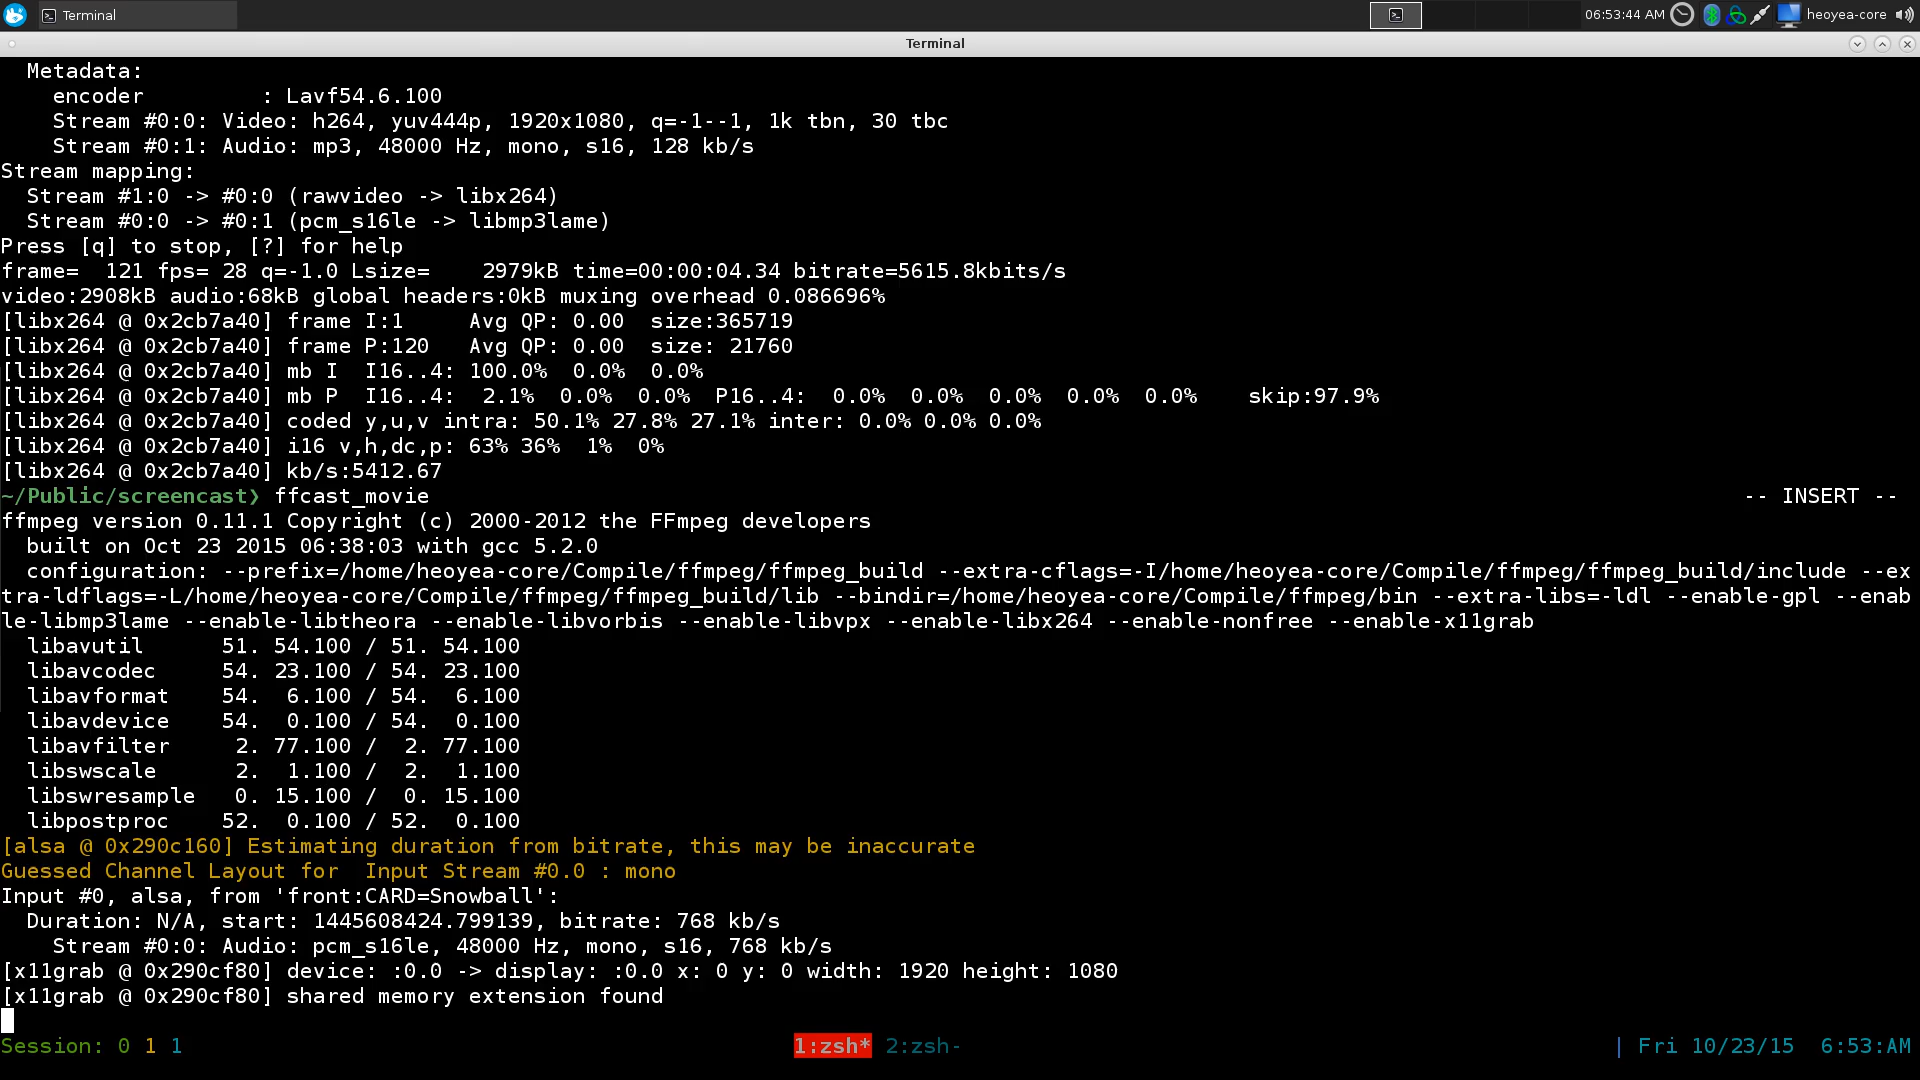 Terminal
06:53:44 AM
heoyea-core
Terminal
Metadata:
encoder : Lavf54.6.100
Stream #0:0: Video: h264, yuv444p, 1920x1080, q=-1--1, 1k tbn, 30 tbc
Stream #0:1: Audio: mp3, 48000 Hz, mono, s16, 128 kb/s
Stream mapping:
Stream #1:0 -> #0:0 (rawvideo -> libx264)
Stream #0:0 -> #0:1 (pcm_s16le -> libmp3lame)
Press [q] to stop, [?] for help
frame= 121 fps= 28 q=-1.0 Lsize= 2979kB time=00:00:04.34 bitrate=5615.8kbits/s
video:2908kB audio:68kB global headers:0kB muxing overhead 0.086696%
[libx264 @ 0x2cb7a40] frame I:1 Avg QP: 0.00 size:365719
[libx264 @ 0x2cb7a40] frame P:120 Avg QP: 0.00 size: 21760
[libx264 @ 0x2cb7a40] mb I I16..4: 100.0% 0.0% 0.0%
[libx264 @ 0x2cb7a40] mb P I16..4: 2.1% 0.0% 0.0% P16..4: 0.0% 0.0% 0.0% 0.0% 0.0% skip:97.9%
[libx264 @ 0x2cb7a40] coded y,u,v intra: 50.1% 27.8% 27.1% inter: 0.0% 0.0% 0.0%
[libx264 @ 0x2cb7a40] i16 v,h,dc,p: 63% 36% 1% 0%
[libx264 @ 0x2cb7a40] kb/s:5412.67
~/Public/screencast❯ ffcast_movie -- INSERT --
ffmpeg version 0.11.1 Copyright (c) 2000-2012 the FFmpeg developers
built on Oct 23 2015 06:38:03 with gcc 5.2.0
configuration: --prefix=/home/heoyea-core/Compile/ffmpeg/ffmpeg_build --extra-cflags=-I/home/heoyea-core/Compile/ffmpeg/ffmpeg_build/include --ex
tra-ldflags=-L/home/heoyea-core/Compile/ffmpeg/ffmpeg_build/lib --bindir=/home/heoyea-core/Compile/ffmpeg/bin --extra-libs=-ldl --enable-gpl --enab
le-libmp3lame --enable-libtheora --enable-libvorbis --enable-libvpx --enable-libx264 --enable-nonfree --enable-x11grab
libavutil 51. 54.100 / 51. 54.100
libavcodec 54. 23.100 / 54. 23.100
libavformat 54. 6.100 / 54. 6.100
libavdevice 54. 0.100 / 54. 0.100
libavfilter 2. 77.100 / 2. 77.100
libswscale 2. 1.100 / 2. 1.100
libswresample 0. 15.100 / 0. 15.100
libpostproc 52. 0.100 / 52. 0.100
[alsa @ 0x290c160] Estimating duration from bitrate, this may be inaccurate
Guessed Channel Layout for Input Stream #0.0 : mono
Input #0, alsa, from 'front:CARD=Snowball':
Duration: N/A, start: 1445608424.799139, bitrate: 768 kb/s
Stream #0:0: Audio: pcm_s16le, 48000 Hz, mono, s16, 768 kb/s
[x11grab @ 0x290cf80] device: :0.0 -> display: :0.0 x: 0 y: 0 width: 1920 height: 1080
[x11grab @ 0x290cf80] shared memory extension found
Session: 0 1 1 1:zsh* 2:zsh- | Fri 10/23/15 6:53:AM